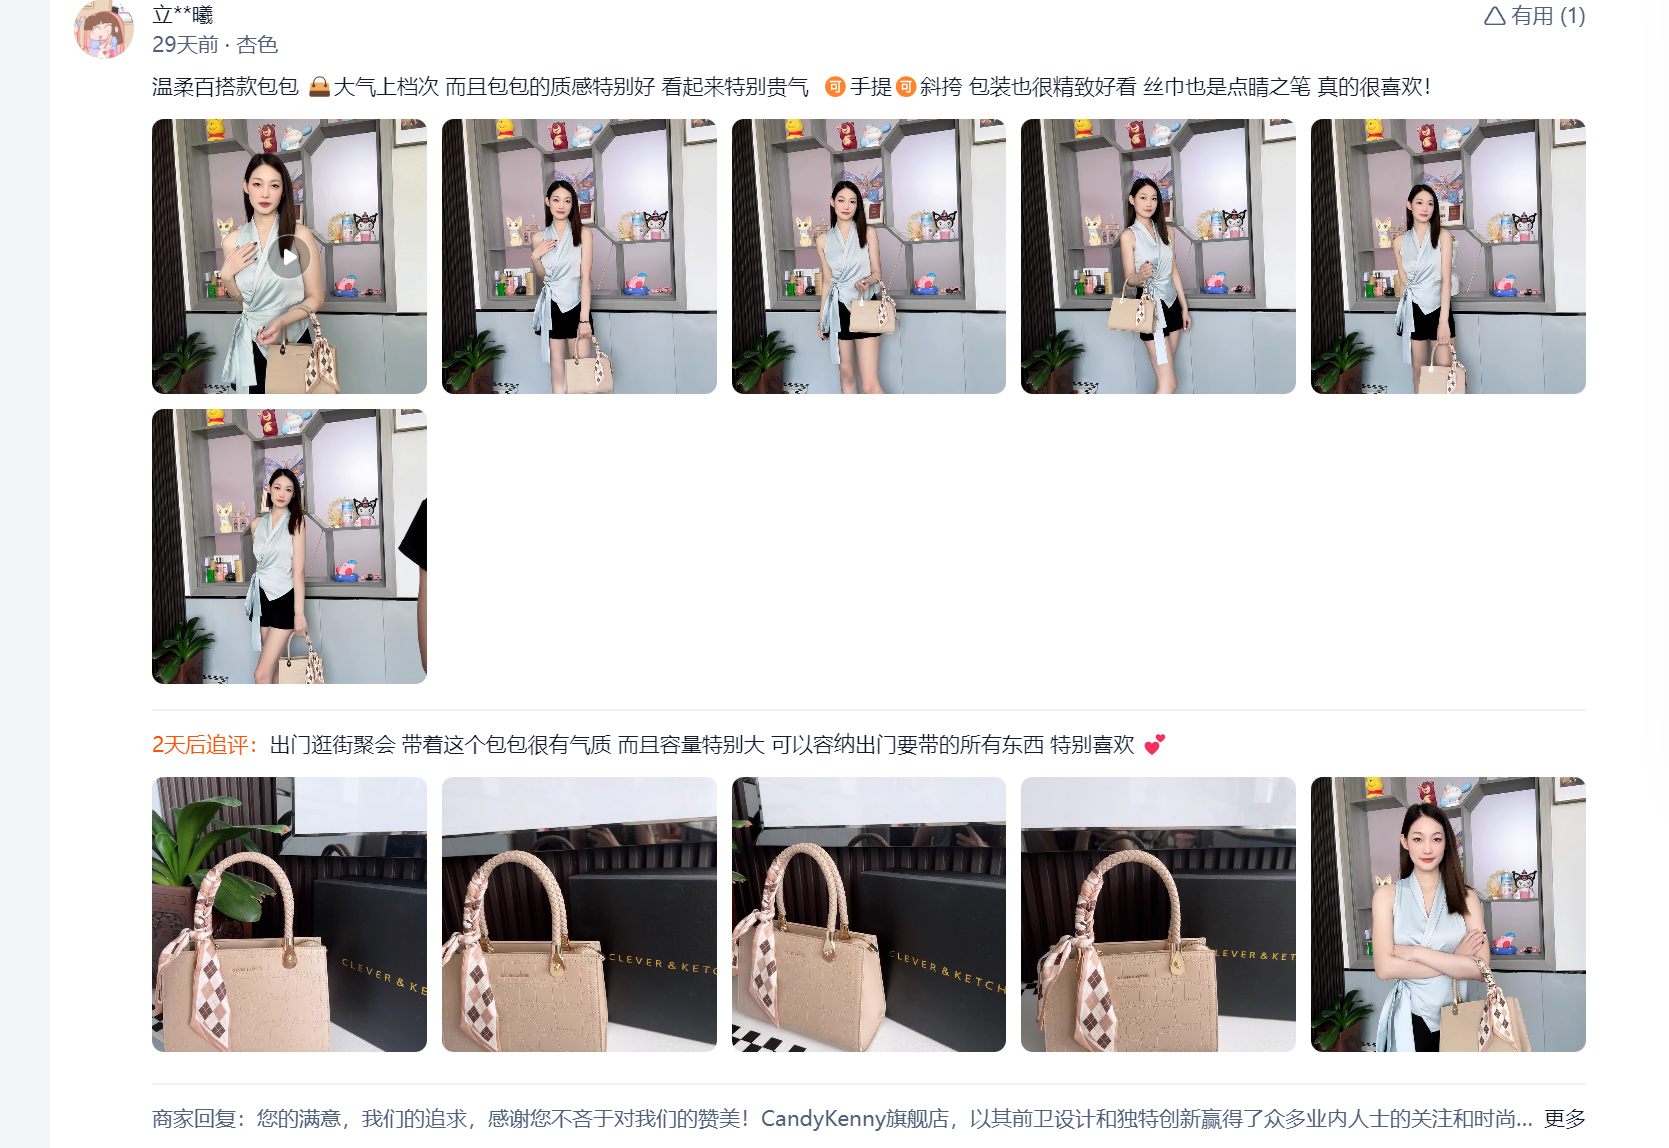 立**曦
有用 (1)
29天前 · 杏色
温柔百搭款包包 👜大气上档次 而且包包的质感特别好 看起来特别贵气 🉑手提🉑斜挎 包装也很精致好看 丝巾也是点睛之笔 真的很喜欢！
2天后追评：出门逛街聚会 带着这个包包很有气质 而且容量特别大 可以容纳出门要带的所有东西 特别喜欢 💕
CLEVER & KE
CLEVER & KETC
CLEVER & KETCH
LEVER & KET
商家回复：您的满意，我们的追求，感谢您不吝于对我们的赞美！CandyKenny旗舰店，以其前卫设计和独特创新赢得了众多业内人士的关注和时尚... 更多